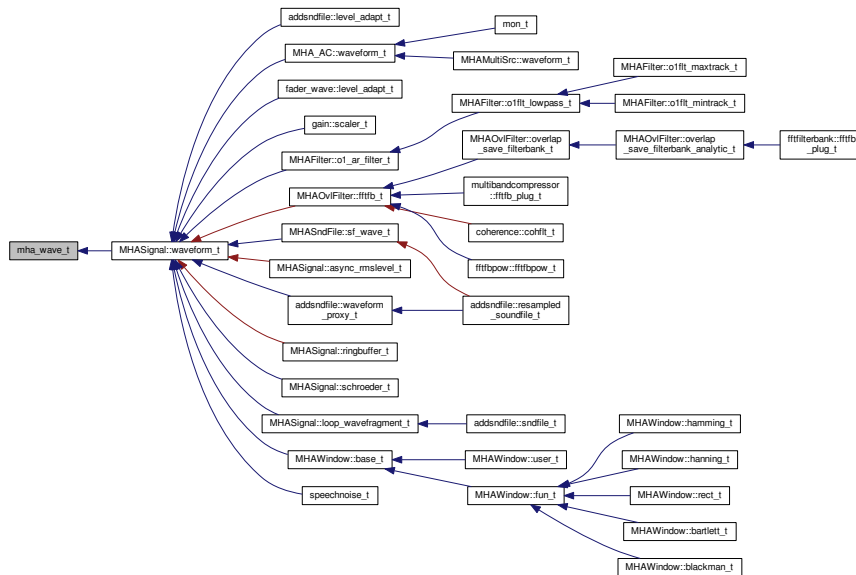 addsndfile::level_adapt_t
mon_t
MHA_AC::waveform_t
MHAMultiSrc::waveform_t
MHAFilter::o1flt_maxtrack_t
fader_wave::level_adapt_t
MHAFilter::o1flt_lowpass_t
MHAFilter::o1flt_mintrack_t
gain::scaler_t
MHAOvlFilter::overlap
_save_filterbank_t
MHAOvlFilter::overlap
_save_filterbank_analytic_t
fftfilterbank::fftfb
_plug_t
MHAFilter::o1_ar_filter_t
MHAOvlFilter::fftfb_t
multibandcompressor
::fftfb_plug_t
MHASndFile::sf_wave_t
coherence::cohflt_t
mha_wave_t
MHASignal::waveform_t
MHASignal::async_rmslevel_t
fftfbpow::fftfbpow_t
addsndfile::waveform
_proxy_t
addsndfile::resampled
_soundfile_t
MHASignal::ringbuffer_t
MHASignal::schroeder_t
MHASignal::loop_wavefragment_t
addsndfile::sndfile_t
MHAWindow::hamming_t
MHAWindow::base_t
MHAWindow::user_t
MHAWindow::hanning_t
speechnoise_t
MHAWindow::fun_t
MHAWindow::rect_t
MHAWindow::bartlett_t
MHAWindow::blackman_t